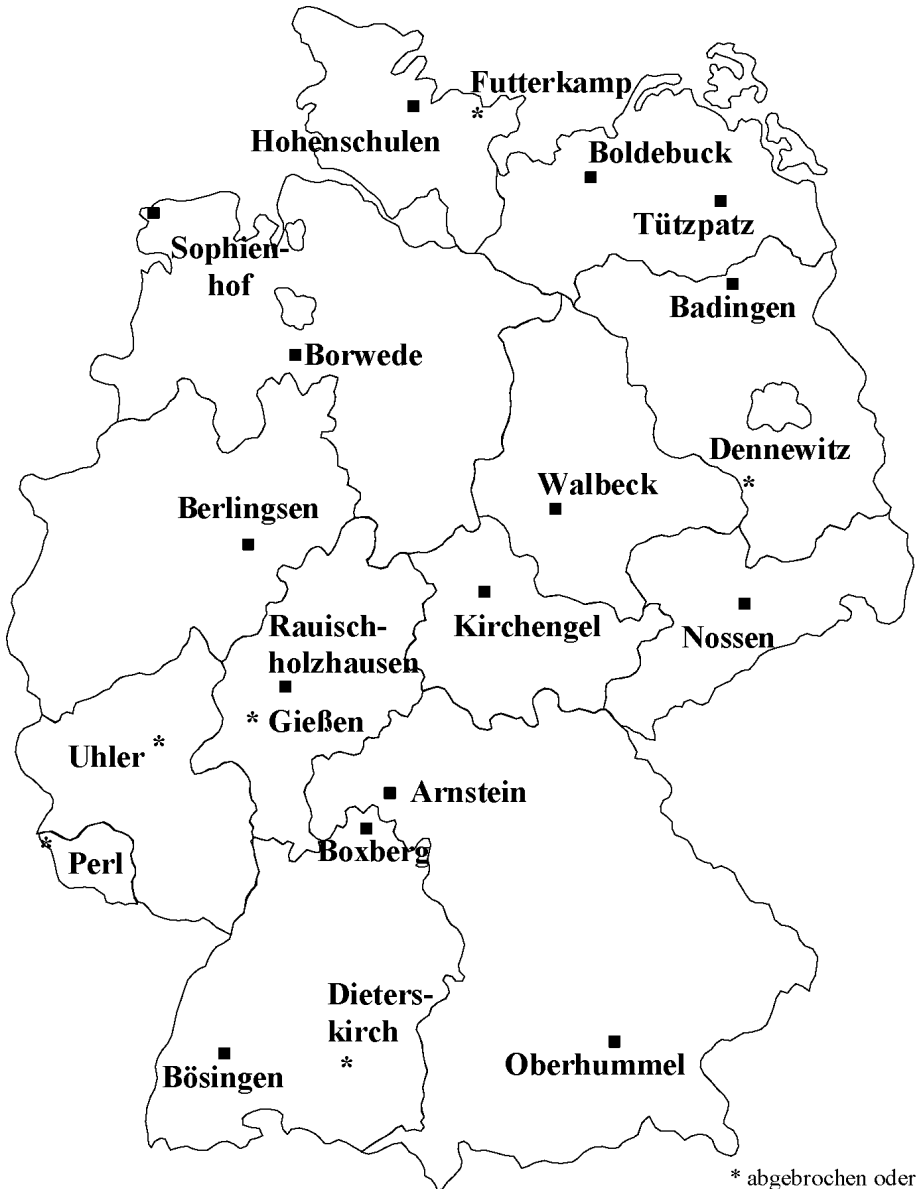 Futterkamp
*
Hohenschulen
Boldebuck
Tützpatz
Sophien-
hof
Badingen
Borwede
Dennewitz
*
Walbeck
Berlingsen
Rauisch-
holzhausen
Kirchengel
Nossen
* Gießen
Uhler *
Arnstein
*
Perl
Boxberg
Dieters-
kirch
*
Bösingen
Oberhummel
* abgebrochen oder